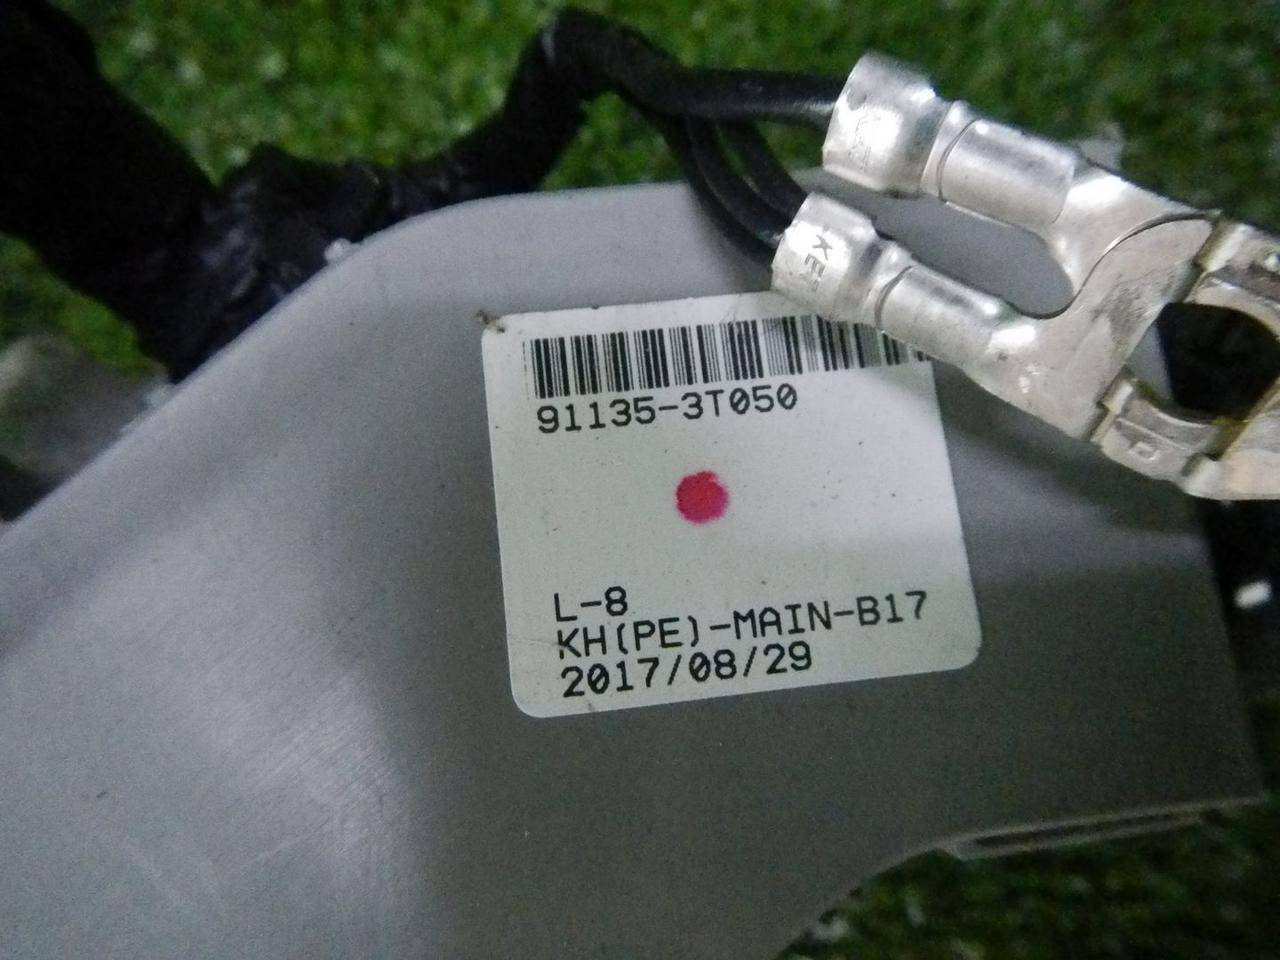 91135-3T050
L-8
KH(PE)-MAIN-B17
2017/08/29